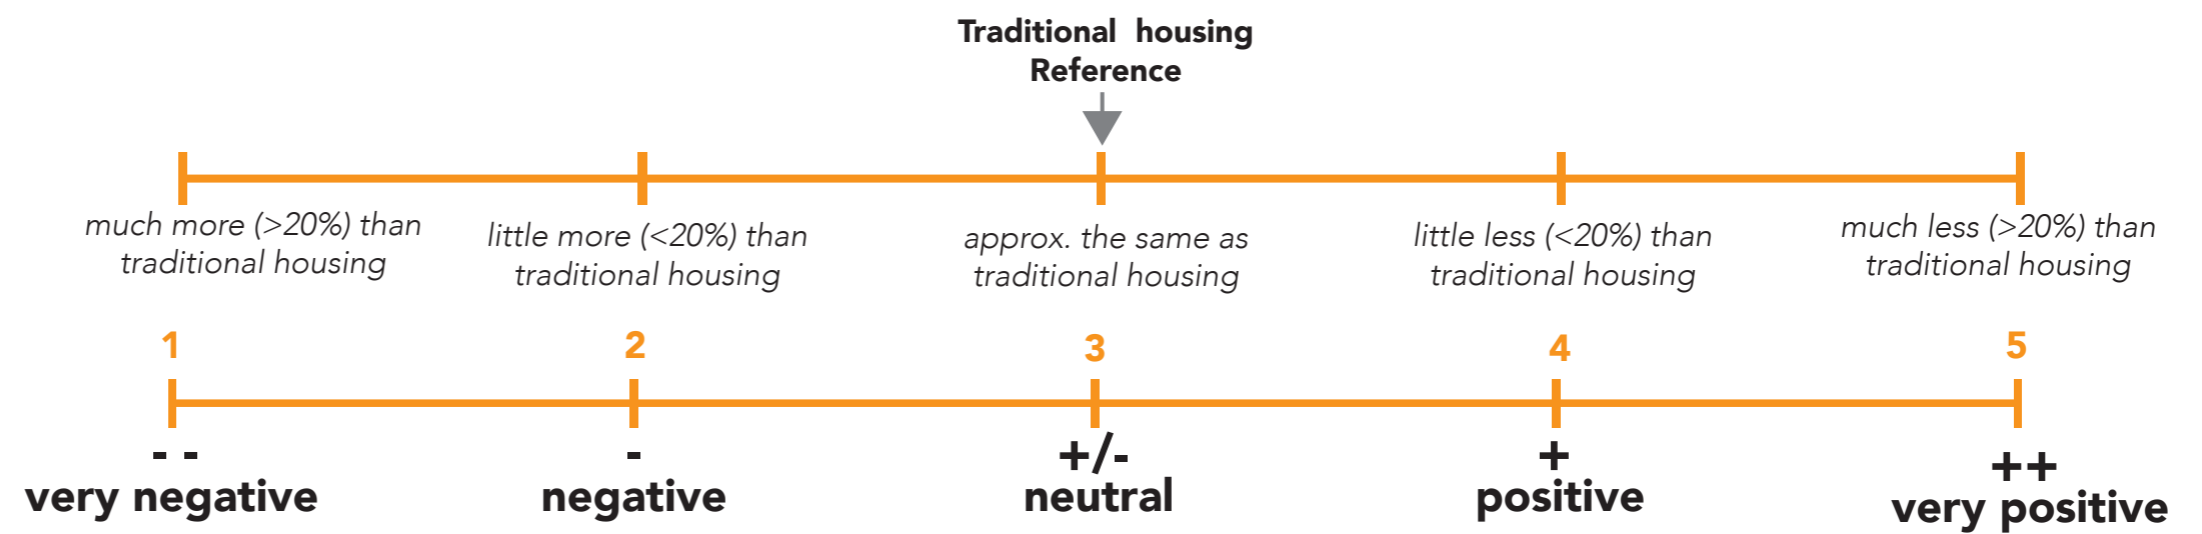 Traditional housing
Reference
much more (>20%) than
traditional housing
little more (<20%) than
traditional housing
approx. the same as
traditional housing
little less (<20%) than
traditional housing
much less (>20%) than
traditional housing
1
2
3
4
5
- -
very negative
-
negative
+/-
neutral
+
positive
++
very positive